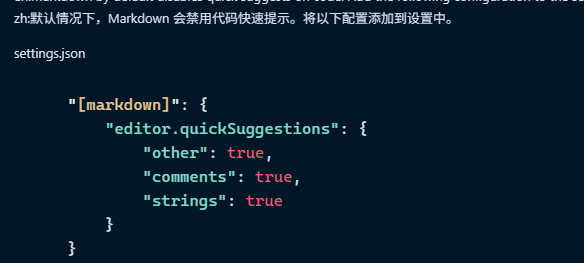 zh:默认情况下，Markdown 会禁用代码快速提示。将以下配置添加到设置中。
settings.json
"[markdown]": {
"editor.quickSuggestions": {
"other": true,
"comments": true,
"strings": true
}
}